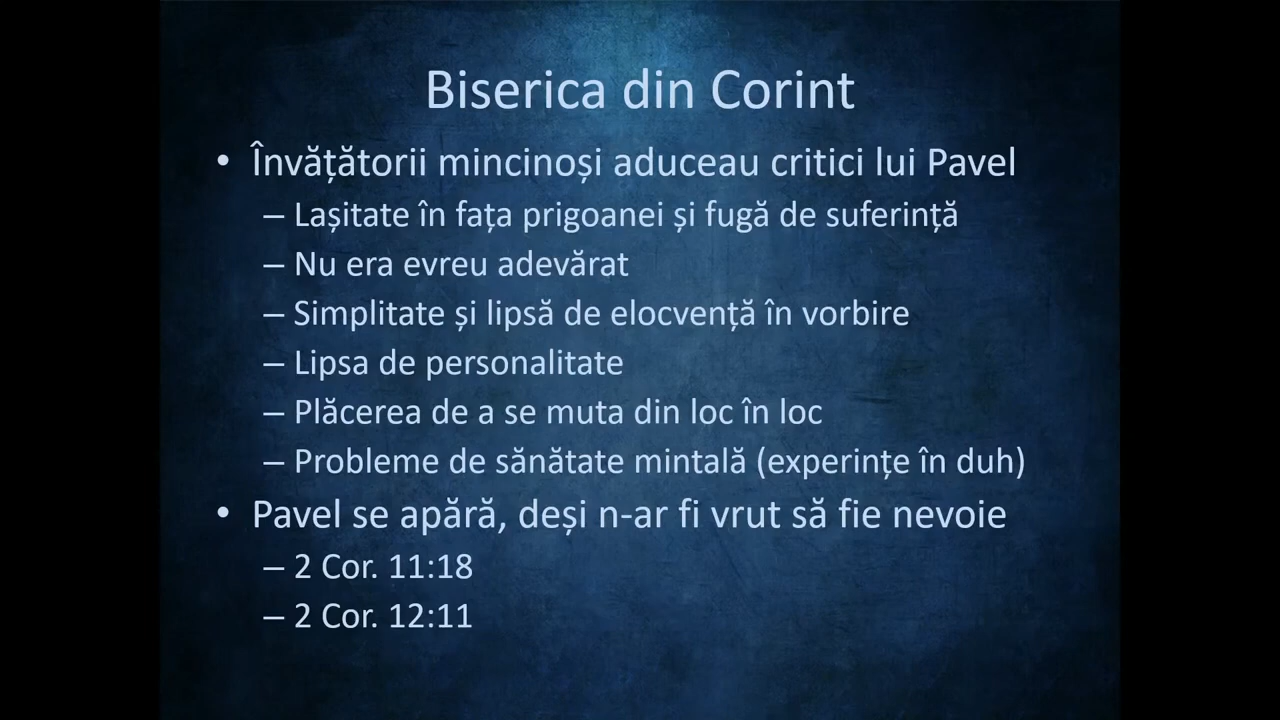 Biserica din Corint
• Învățătorii mincinoși aduceau critici lui Pavel
– Lașitate în fața prigoanei și fugă de suferință
– Nu era evreu adevărat
– Simplitate și lipsă de elocvență în vorbire
– Lipsa de personalitate
– Plăcerea de a se muta din loc în loc
– Probleme de sănătate mintală (experințe în duh)
• Pavel se apără, deși n-ar fi vrut să fie nevoie
– 2 Cor. 11:18
– 2 Cor. 12:11